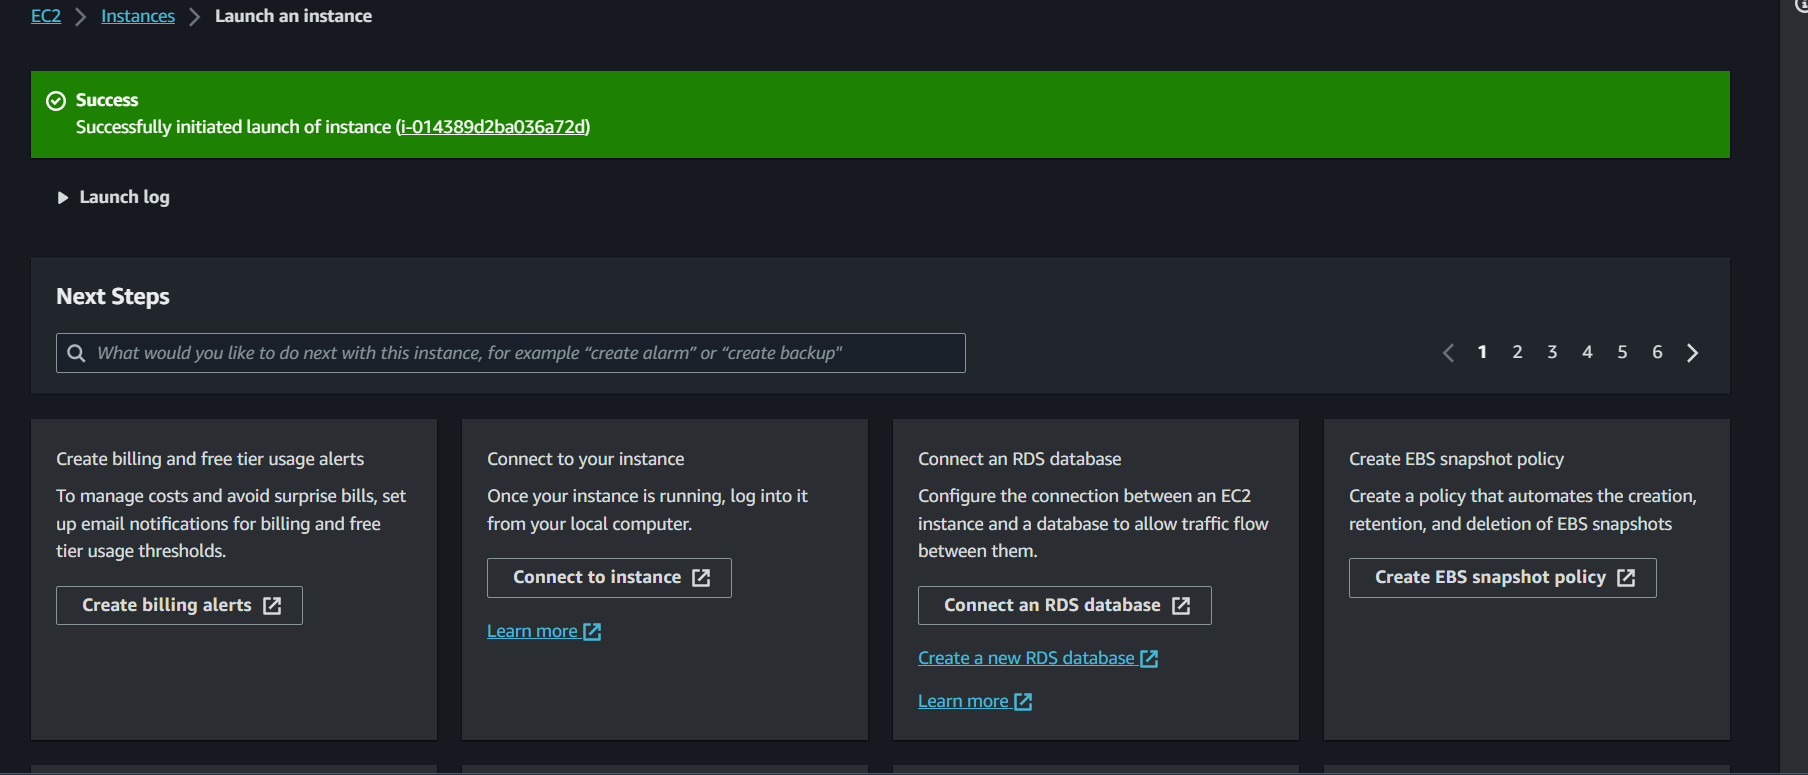 EC2 Instances Launch an instance
Success
Successfully initiated launch of instance (i-014389d2ba036a72d)
Launch log
Next Steps
What would you like to do next with this instance, for example “create alarm” or “create backup"
1 2 3 4 5 6
Create billing and free tier usage alerts
To manage costs and avoid surprise bills, set
up email notifications for billing and free
tier usage thresholds.
Create billing alerts
Connect to your instance
Once your instance is running, log into it
from your local computer.
Connect to instance
Learn more
Connect an RDS database
Configure the connection between an EC2
instance and a database to allow traffic flow
between them.
Connect an RDS database
Create a new RDS database
Learn more
Create EBS snapshot policy
Create a policy that automates the creation,
retention, and deletion of EBS snapshots
Create EBS snapshot policy